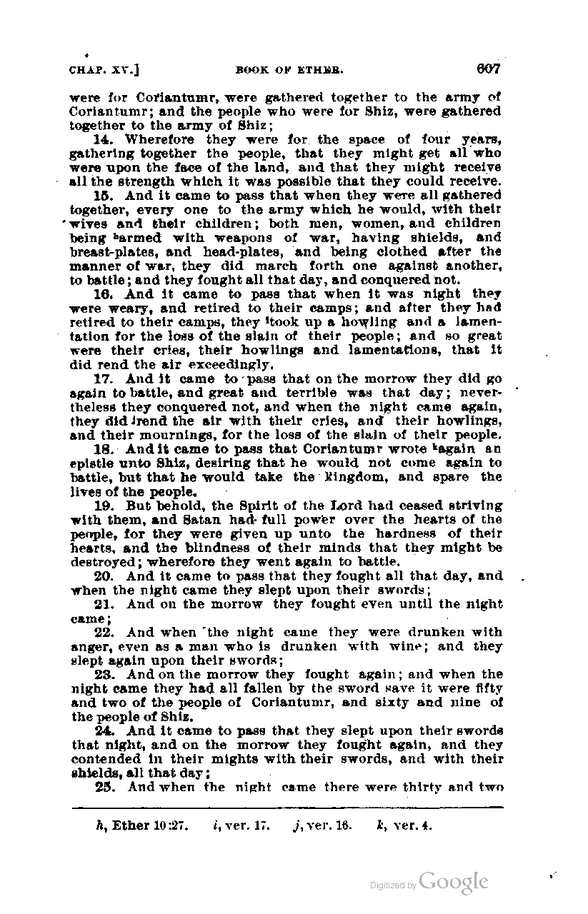 CHAP. XV.] BOOK OF ETHER. 607
were for Coriantumr, were gathered together to the army of
Coriantumr; and the people who were for Shiz, were gathered
together to the army of Shiz;
14. Wherefore they were for the space of four years,
gathering together the people, that they might get all who
were upon the face of the land, and that they might receive
all the strength which it was possible that they could receive.
15. And it came to pass that when they were all gathered
together, every one to the army which he would, with their
wives and their children; both men, women, and children
being ʰarmed with weapons of war, having shields, and
breast-plates, and head-plates, and being clothed after the
manner of war, they did march forth one against another,
to battle; and they fought all that day, and conquered not.
16. And it came to pass that when it was night they
were weary, and retired to their camps; and after they had
retired to their camps, they ⁱtook up a howling and a lamen-
tation for the loss of the slain of their people; and so great
were their cries, their howlings and lamentations, that it
did rend the air exceedingly.
17. And it came to pass that on the morrow they did go
again to battle, and great and terrible was that day; never-
theless they conquered not, and when the night came again,
they did ʲrend the air with their cries, and their howlings,
and their mournings, for the loss of the slain of their people.
18. And it came to pass that Coriantumr wrote ᵏagain an
epistle unto Shiz, desiring that he would not come again to
battle, but that he would take the kingdom, and spare the
lives of the people.
19. But behold, the Spirit of the Lord had ceased striving
with them, and Satan had full power over the hearts of the
people, for they were given up unto the hardness of their
hearts, and the blindness of their minds that they might be
destroyed; wherefore they went again to battle.
20. And it came to pass that they fought all that day, and
when the night came they slept upon their swords;
21. And on the morrow they fought even until the night
came;
22. And when the night came they were drunken with
anger, even as a man who is drunken with wine; and they
slept again upon their swords;
23. And on the morrow they fought again; and when the
night came they had all fallen by the sword save it were fifty
and two of the people of Coriantumr, and sixty and nine of
the people of Shiz.
24. And it came to pass that they slept upon their swords
that night, and on the morrow they fought again, and they
contended in their mights with their swords, and with their
shields, all that day;
25. And when the night came there were thirty and two
h, Ether 10:27. i, ver. 17. j, ver. 16. k, ver. 4.
Digitized by Google